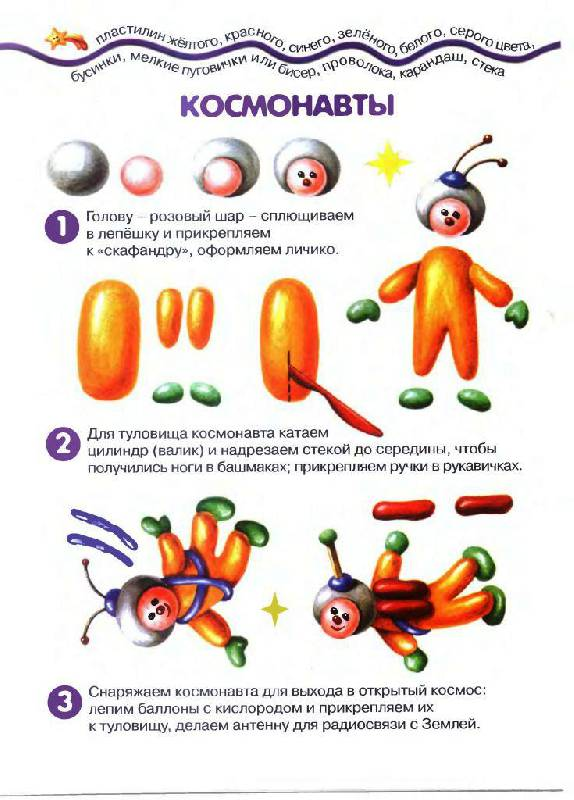 пластилин жёлтого, красного, синего, зелёного, белого, серого цвета,
бусинки, мелкие пуговички или бисер, проволока, карандаш, стека
КОСМОНАВТЫ
1 Голову – розовый шар – сплющиваем
в лепёшку и прикрепляем
к «скафандру», оформляем личико.
2 Для туловища космонавта катаем
цилиндр (валик) и надрезаем стекой до середины, чтобы
получились ноги в башмаках; прикрепляем ручки в рукавичках.
3 Снаряжаем космонавта для выхода в открытый космос:
лепим баллоны с кислородом и прикрепляем их
к туловищу, делаем антенну для радиосвязи с Землей.